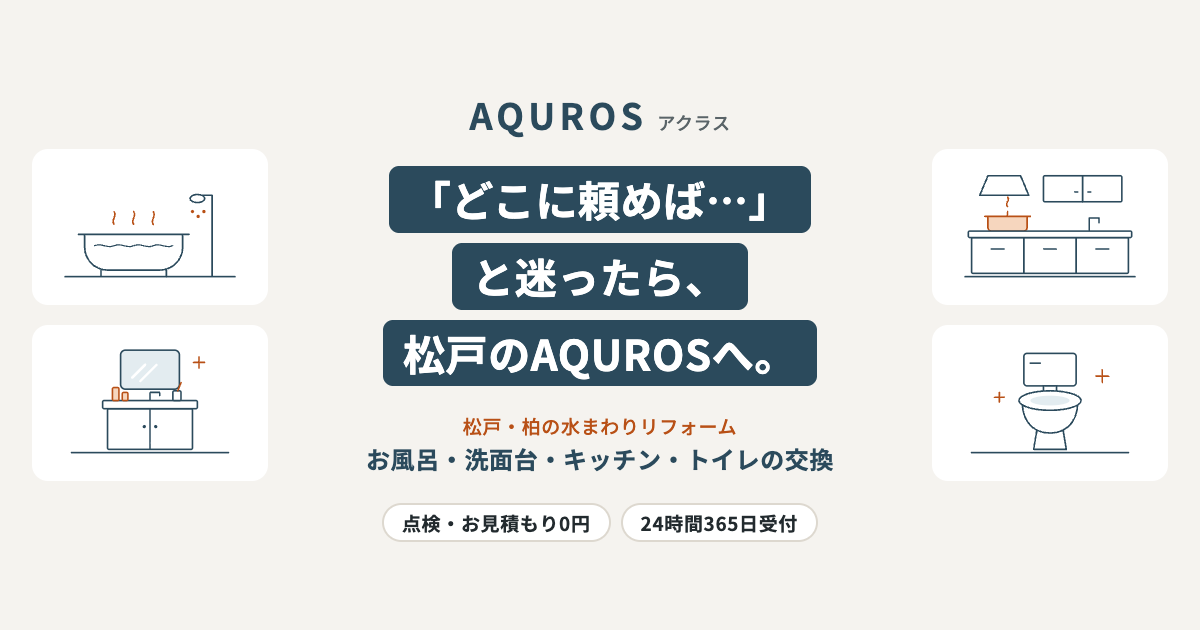 AQUROS アクラス
「どこに頼めば…」
と迷ったら、
松戸のAQUROSへ。
松戸・柏の水まわりリフォーム
お風呂・洗面台・キッチン・トイレの交換
点検・お見積もり0円
24時間365日受付